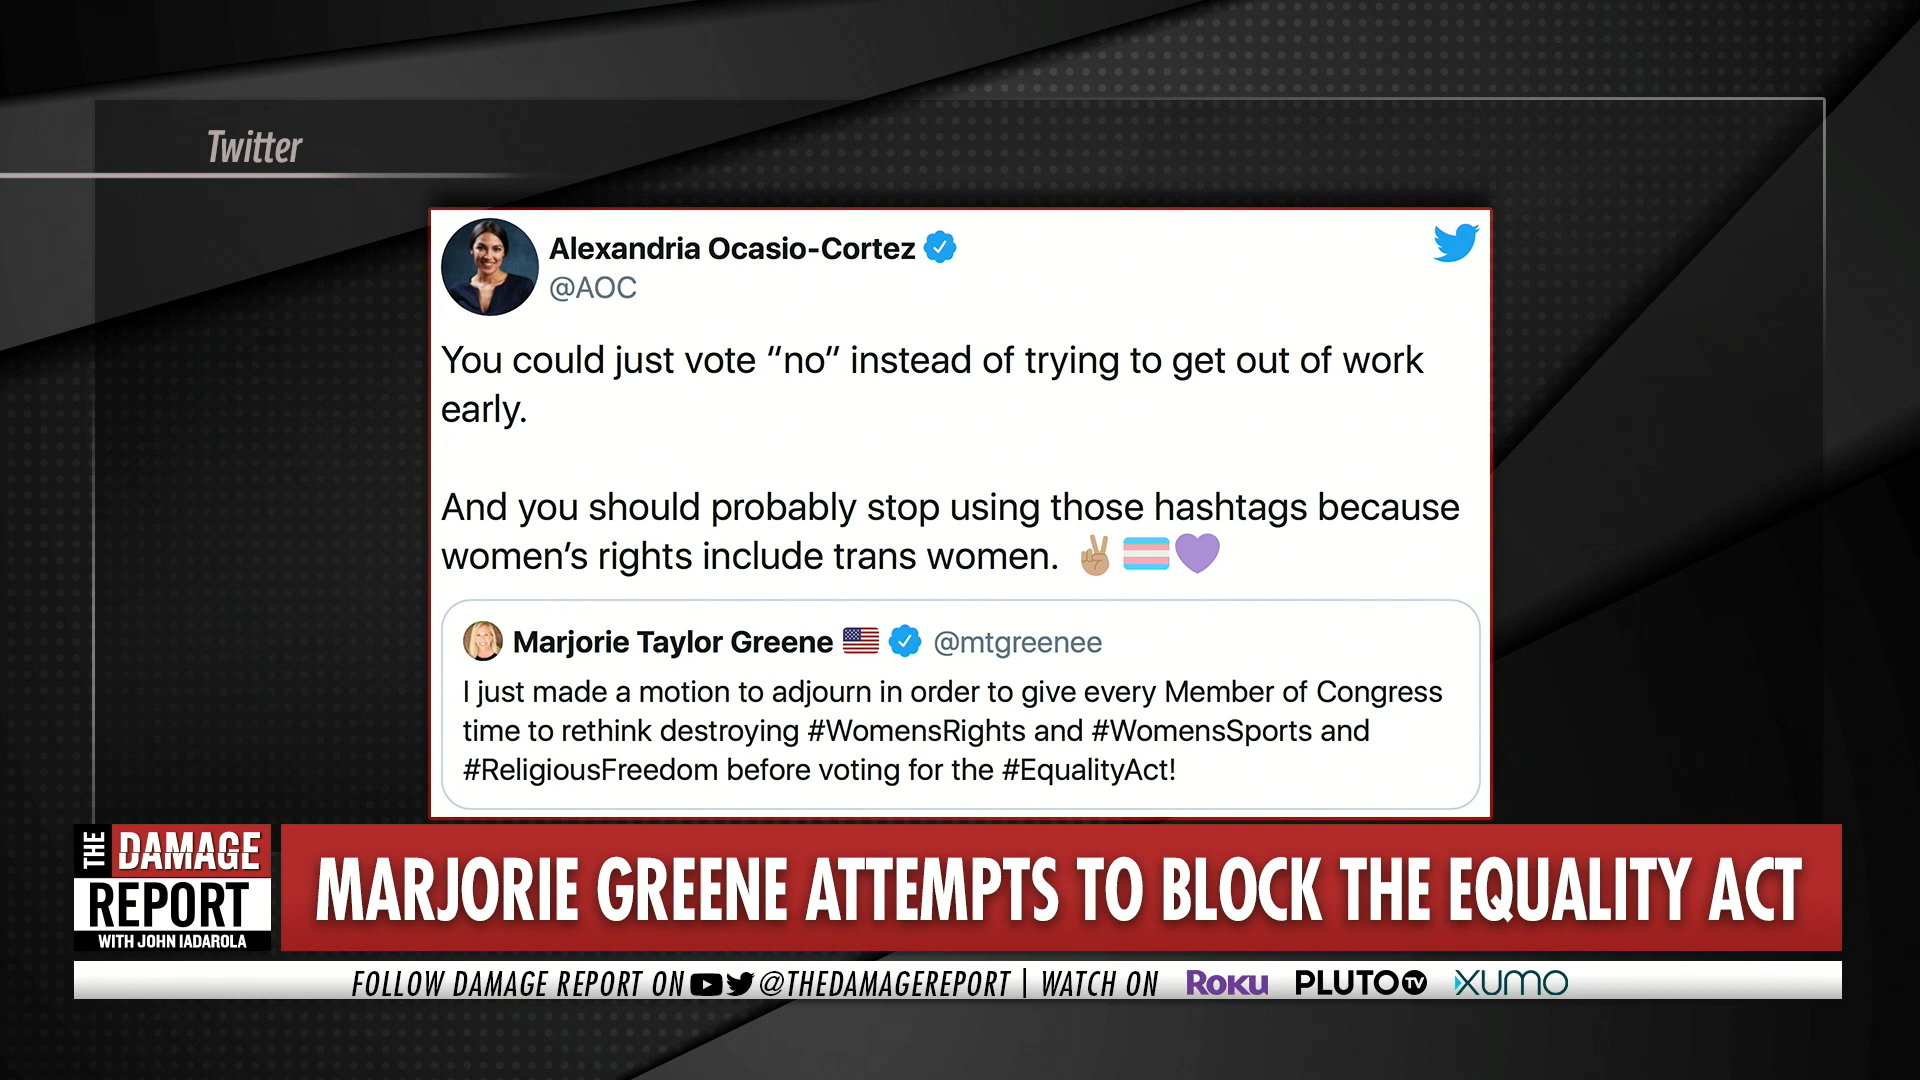 Twitter
Alexandria Ocasio-Cortez
@AOC
You could just vote “no” instead of trying to get out of work
early.
And you should probably stop using those hashtags because
women’s rights include trans women. ✌🏽🏳️‍⚧️💜
Marjorie Taylor Greene 🇺🇸 @mtgreenee
I just made a motion to adjourn in order to give every Member of Congress
time to rethink destroying #WomensRights and #WomensSports and
#ReligiousFreedom before voting for the #EqualityAct!
THE DAMAGE
REPORT
WITH JOHN IADAROLA
MARJORIE GREENE ATTEMPTS TO BLOCK THE EQUALITY ACT
FOLLOW DAMAGE REPORT ON @THEDAMAGEREPORT | WATCH ON ROKU PLUTO TV XUMO